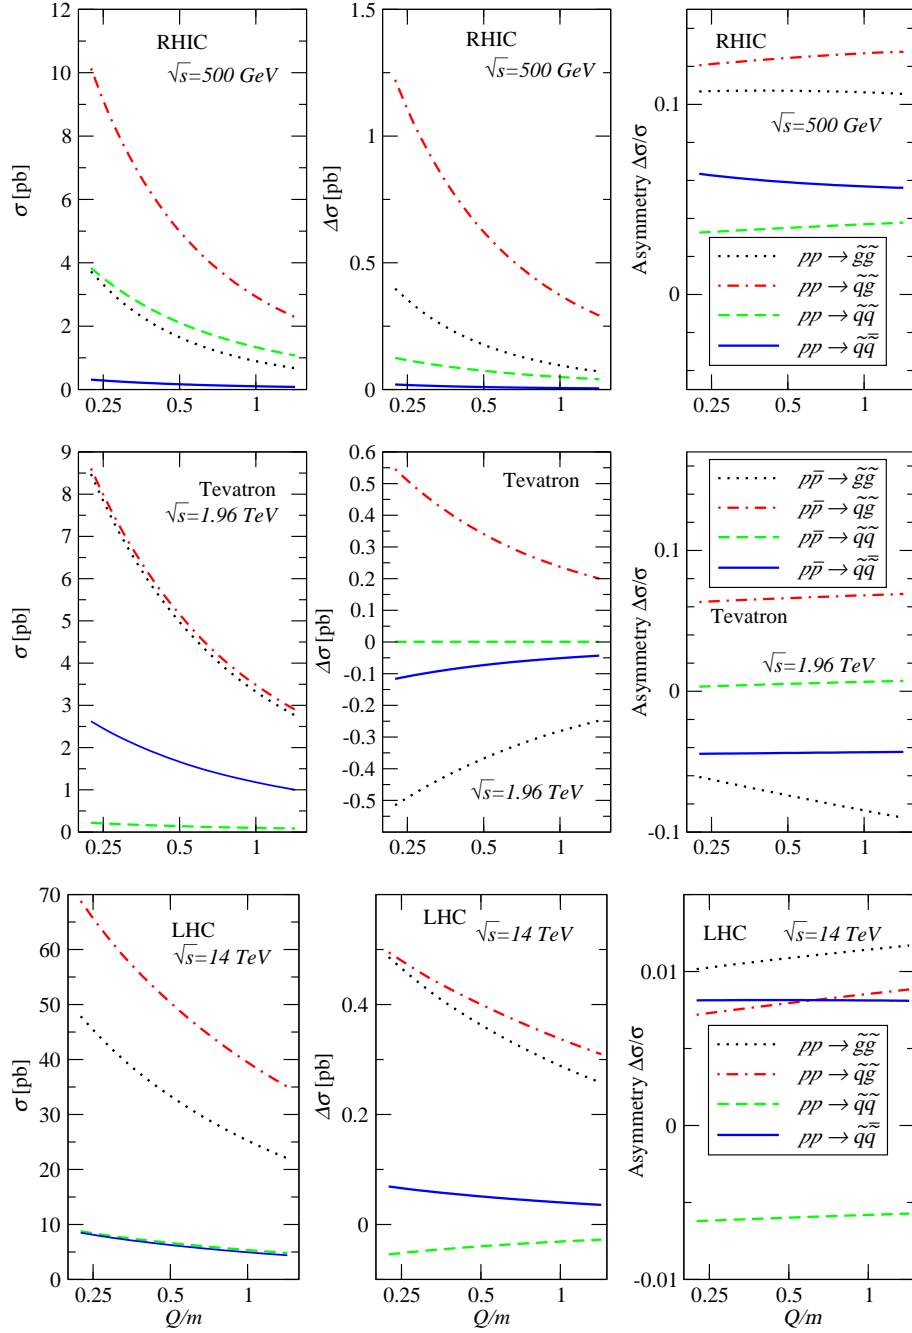 12
10
8
6
4
2
0
σ [pb]
RHIC
√s=500 GeV
0.25
0.5
1
1.5
1
0.5
0
Δσ [pb]
RHIC
√s=500 GeV
0.25
0.5
1
0.1
0
Asymmetry Δσ/σ
RHIC
√s=500 GeV
pp → g̃g̃
pp → q̃g̃
pp → q̃q̃
pp → q̃q̃̄
0.25
0.5
1
9
8
7
6
5
4
3
2
1
0
σ [pb]
Tevatron
√s=1.96 TeV
0.25
0.5
1
0.6
0.5
0.4
0.3
0.2
0.1
0
-0.1
-0.2
-0.3
-0.4
-0.5
Δσ [pb]
Tevatron
√s=1.96 TeV
0.25
0.5
1
0.1
0
-0.1
Asymmetry Δσ/σ
pp̄ → g̃g̃
pp̄ → q̃g̃
pp̄ → q̃q̃
pp̄ → q̃q̃̄
Tevatron
√s=1.96 TeV
0.25
0.5
1
70
60
50
40
30
20
10
0
σ [pb]
LHC
√s=14 TeV
0.25
0.5
1
Q/m
0.4
0.2
0
Δσ [pb]
LHC
√s=14 TeV
0.25
0.5
1
Q/m
0.01
0
-0.01
Asymmetry Δσ/σ
LHC
√s=14 TeV
pp → g̃g̃
pp → q̃g̃
pp → q̃q̃
pp → q̃q̃̄
0.25
0.5
1
Q/m